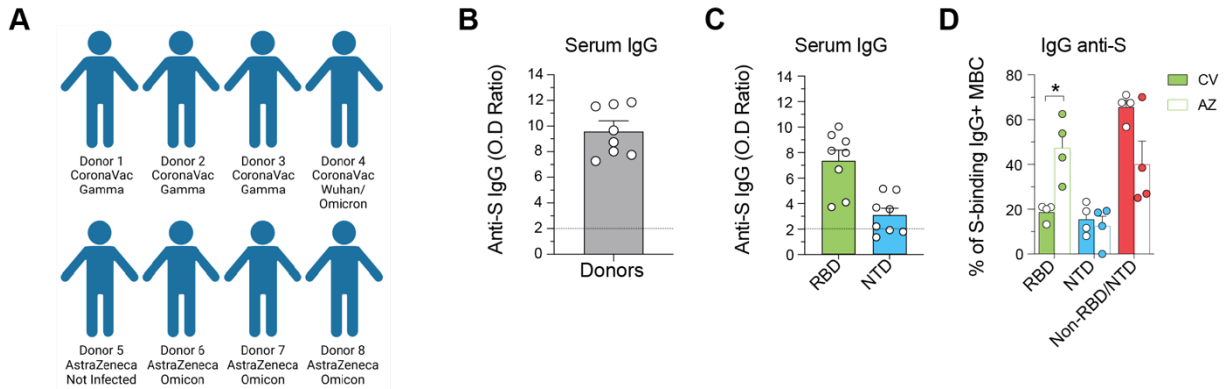 A
Donor 1
CoronaVac
Gamma
Donor 2
CoronaVac
Gamma
Donor 3
CoronaVac
Gamma
Donor 4
CoronaVac
Wuhan/
Omicron
Donor 5
AstraZeneca
Not Infected
Donor 6
AstraZeneca
Omicon
Donor 7
AstraZeneca
Omicon
Donor 8
AstraZeneca
Omicon
B
Serum IgG
Anti-S IgG (O.D Ratio)
14
12
10
8
6
4
2
0
Donors
C
Serum IgG
Anti-S IgG (O.D Ratio)
14
12
10
8
6
4
2
0
RBD
NTD
D
IgG anti-S
% of S-binding IgG+ MBC
80
60
40
20
0
*
RBD
NTD
Non-RBD/NTD
CV
AZ